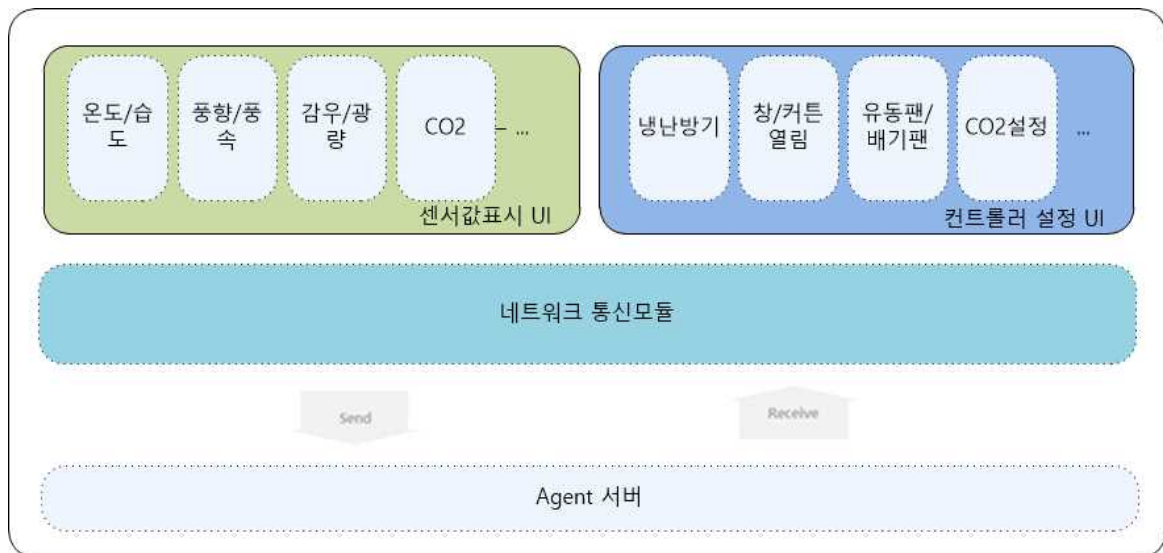 온도/습
도
풍향/풍
속
감우/광
량
CO2
– ...
센서값표시 UI
냉난방기
창/커튼
열림
유동팬/
배기팬
CO2설정
...
컨트롤러 설정 UI
네트워크 통신모듈
Send
Receive
Agent 서버